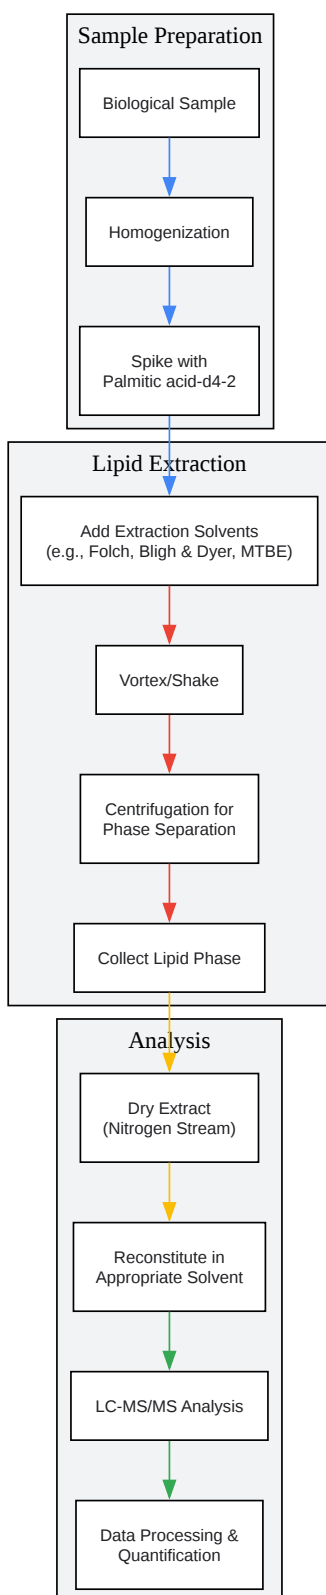 Sample Preparation
Biological Sample
Homogenization
Spike with
Palmitic acid-d4-2
Lipid Extraction
Add Extraction Solvents
(e.g., Folch, Bligh & Dyer, MTBE)
Vortex/Shake
Centrifugation for
Phase Separation
Collect Lipid Phase
Analysis
Dry Extract
(Nitrogen Stream)
Reconstitute in
Appropriate Solvent
LC-MS/MS Analysis
Data Processing &
Quantification